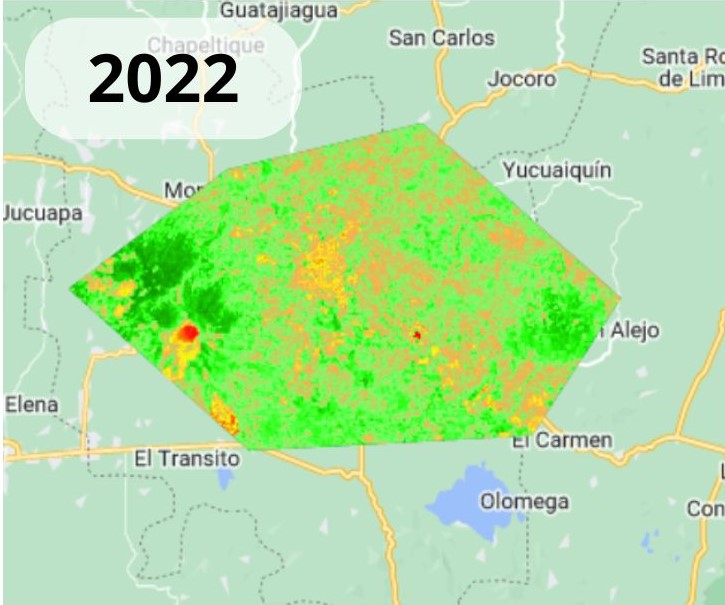 Guatajiagua
Chapeltique
San Carlos
2022
Santa Ro
de Lim
Jocoro
Yucuaiquín
Mor
Jucuapa
Alejo
Elena
El Carmen
El Transito
Olomega
Con